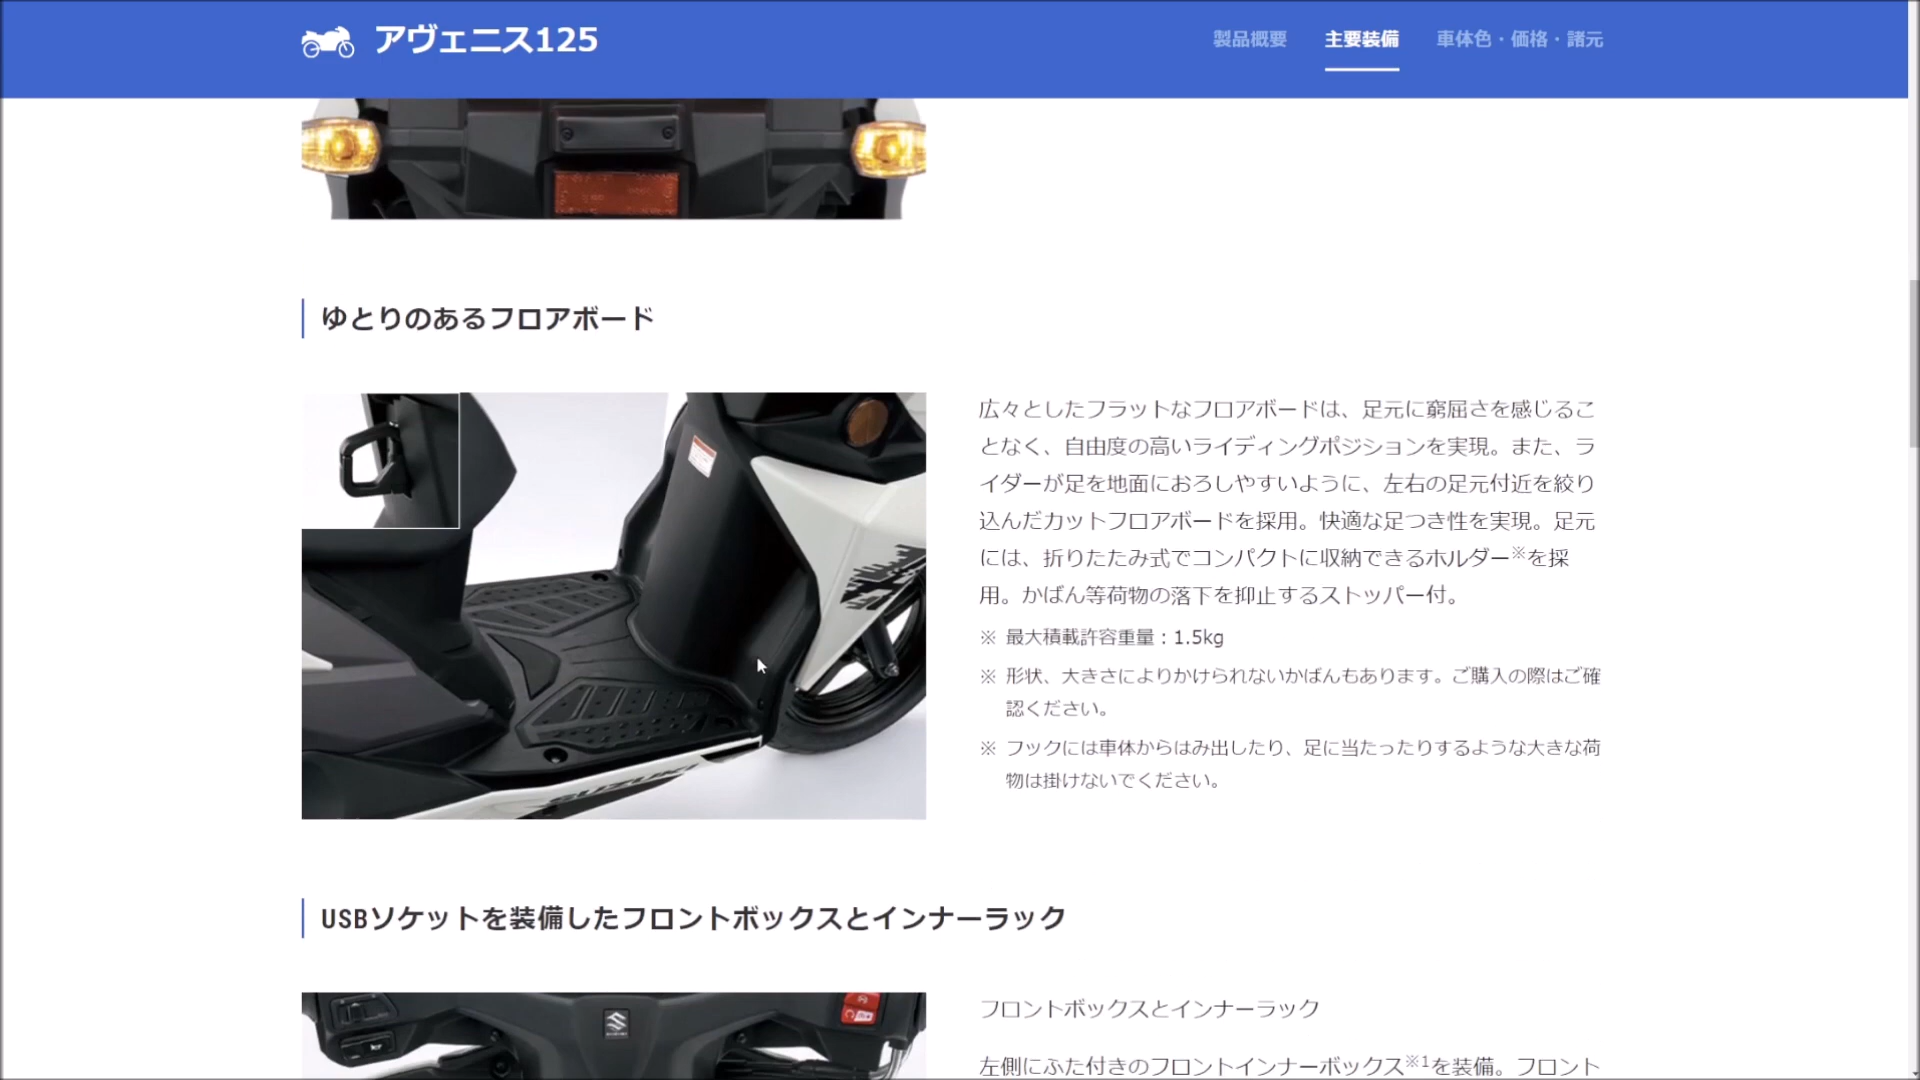 アヴェニス125
製品概要
主要装備
車体色・価格・諸元
ゆとりのあるフロアボード
広々としたフラットなフロアボードは、足元に窮屈さを感じるこ
となく、自由度の高いライディングポジションを実現。また、ラ
イダーが足を地面におろしやすいように、左右の足元付近を絞り
込んだカットフロアボードを採用。快適な足つき性を実現。足元
には、折りたたみ式でコンパクトに収納できるホルダー※を採
用。かばん等荷物の落下を抑止するストッパー付。
※ 最大積載許容重量：1.5kg
※ 形状、大きさによりかけられないかばんもあります。ご購入の際はご確
認ください。
※ フックには車体からはみ出したり、足に当たったりするような大きな荷
物は掛けないでください。
SUZUKI
USBソケットを装備したフロントボックスとインナーラック
フロントボックスとインナーラック
左側にふた付きのフロントインナーボックス※1を装備。フロント